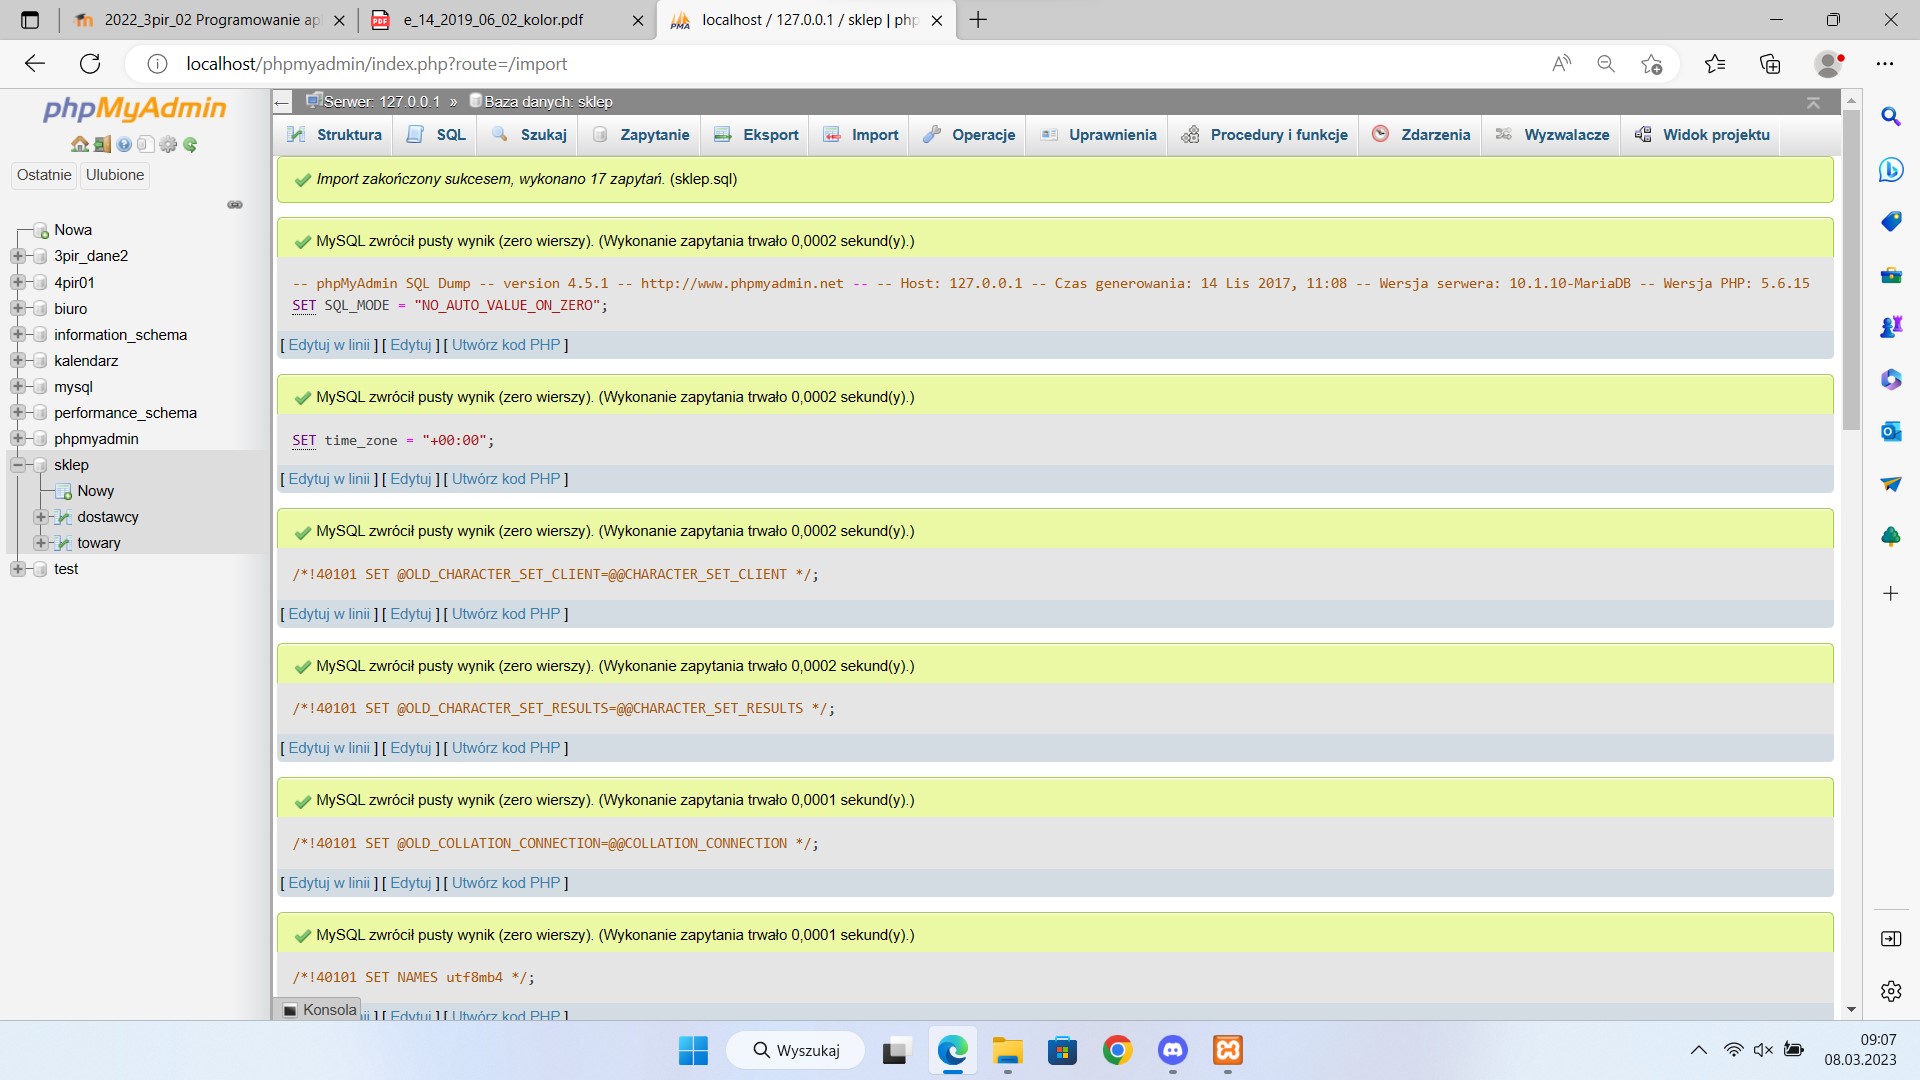 2022_3pir_02 Programowanie ap
e_14_2019_06_02_kolor.pdf
localhost / 127.0.0.1 / sklep | php
localhost/phpmyadmin/index.php?route=/import
phpMyAdmin
Ostatnie
Ulubione
Nowa
3pir_dane2
4pir01
biuro
information_schema
kalendarz
mysql
performance_schema
phpmyadmin
sklep
Nowy
dostawcy
towary
test
Serwer: 127.0.0.1 » Baza danych: sklep
Struktura SQL Szukaj Zapytanie Eksport Import Operacje Uprawnienia Procedury i funkcje Zdarzenia Wyzwalacze Widok projektu
Import zakończony sukcesem, wykonano 17 zapytań. (sklep.sql)
MySQL zwrócił pusty wynik (zero wierszy). (Wykonanie zapytania trwało 0,0002 sekund(y).)
-- phpMyAdmin SQL Dump -- version 4.5.1 -- http://www.phpmyadmin.net -- -- Host: 127.0.0.1 -- Czas generowania: 14 Lis 2017, 11:08 -- Wersja serwera: 10.1.10-MariaDB -- Wersja PHP: 5.6.15
SET SQL_MODE = "NO_AUTO_VALUE_ON_ZERO";
[ Edytuj w linii ] [ Edytuj ] [ Utwórz kod PHP ]
MySQL zwrócił pusty wynik (zero wierszy). (Wykonanie zapytania trwało 0,0002 sekund(y).)
SET time_zone = "+00:00";
[ Edytuj w linii ] [ Edytuj ] [ Utwórz kod PHP ]
MySQL zwrócił pusty wynik (zero wierszy). (Wykonanie zapytania trwało 0,0002 sekund(y).)
/*!40101 SET @OLD_CHARACTER_SET_CLIENT=@@CHARACTER_SET_CLIENT */;
[ Edytuj w linii ] [ Edytuj ] [ Utwórz kod PHP ]
MySQL zwrócił pusty wynik (zero wierszy). (Wykonanie zapytania trwało 0,0002 sekund(y).)
/*!40101 SET @OLD_CHARACTER_SET_RESULTS=@@CHARACTER_SET_RESULTS */;
[ Edytuj w linii ] [ Edytuj ] [ Utwórz kod PHP ]
MySQL zwrócił pusty wynik (zero wierszy). (Wykonanie zapytania trwało 0,0001 sekund(y).)
/*!40101 SET @OLD_COLLATION_CONNECTION=@@COLLATION_CONNECTION */;
[ Edytuj w linii ] [ Edytuj ] [ Utwórz kod PHP ]
MySQL zwrócił pusty wynik (zero wierszy). (Wykonanie zapytania trwało 0,0001 sekund(y).)
/*!40101 SET NAMES utf8mb4 */;
Konsola
] [ Edytuj ] [ Utwórz kod PHP ]
Wyszukaj
09:07
08.03.2023